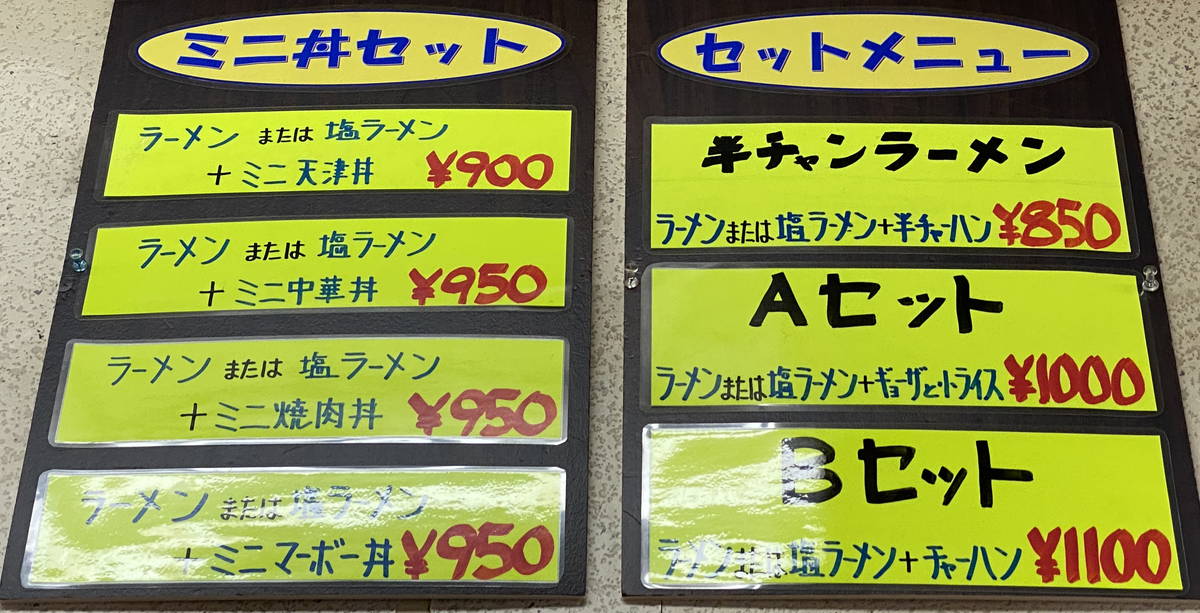 ミニ丼セット
ラーメン または 塩ラーメン
+ ミニ天津丼 ¥900
ラーメン または 塩ラーメン
+ ミニ中華丼 ¥950
ラーメン または 塩ラーメン
+ ミニ焼肉丼 ¥950
ラーメン または 塩ラーメン
+ ミニマーボー丼 ¥950
セットメニュー
半チャンラーメン
ラーメンまたは塩ラーメン+半チャーハン ¥850
Aセット
ラーメンまたは塩ラーメン+ギョーザと・トライス ¥1000
Bセット
ラーメンまたは塩ラーメン+チャーハン ¥1100